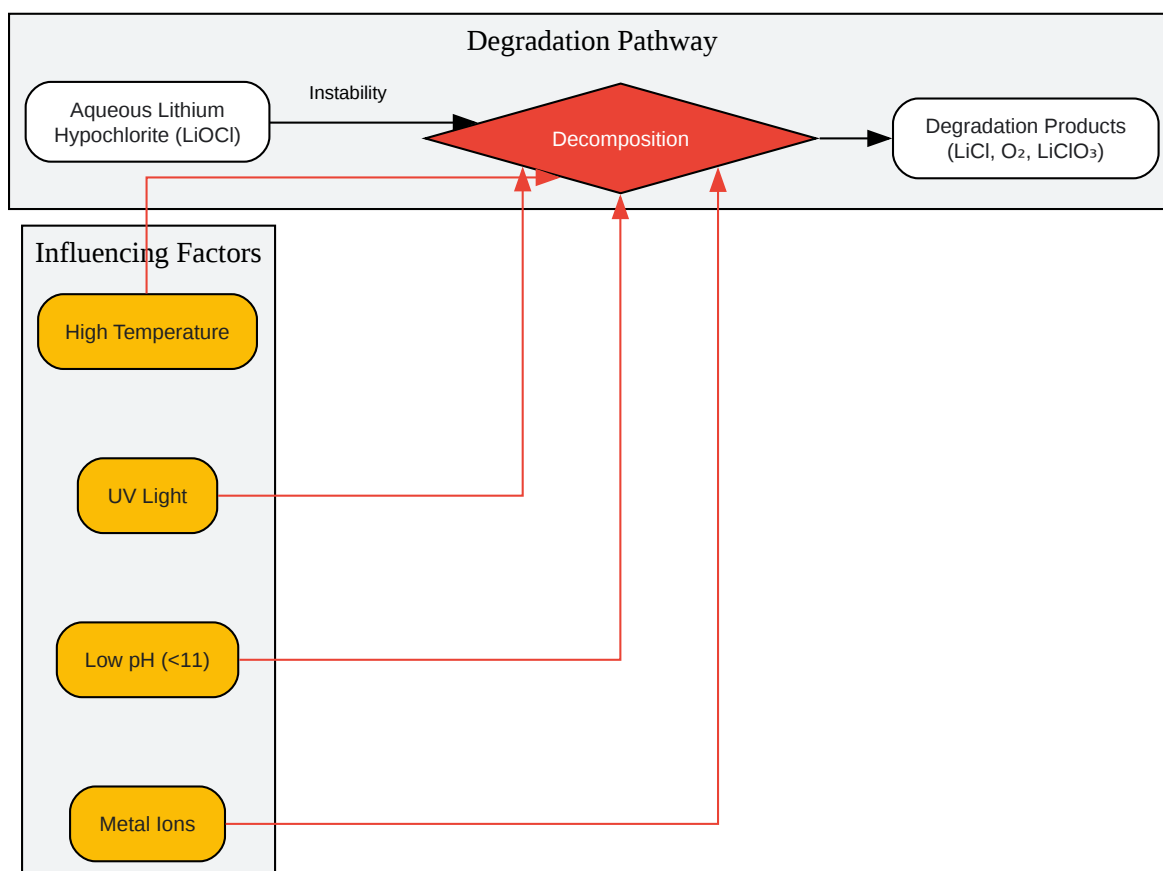 Degradation Pathway
Aqueous Lithium
Hypochlorite (LiOCl)
Instability
Decomposition
Degradation Products
(LiCl, O₂, LiClO₃)
Influencing Factors
High Temperature
UV Light
Low pH (<11)
Metal Ions